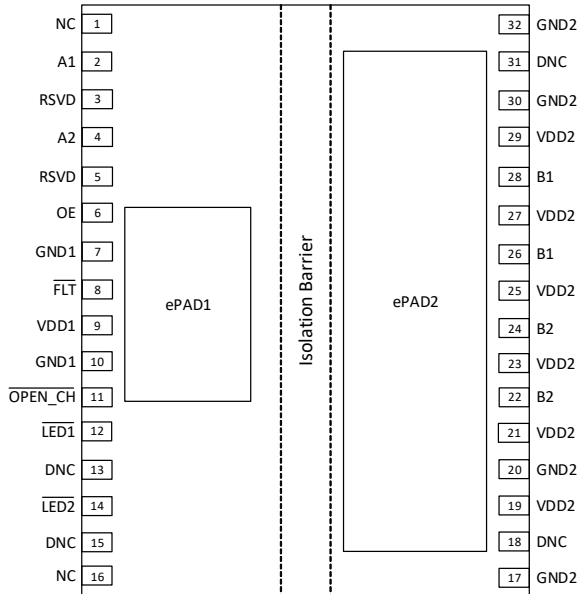 NC 1
A1 2
RSVD 3
A2 4
RSVD 5
OE 6
GND1 7
FLT 8
VDD1 9
GND1 10
OPEN_CH 11
LED1 12
DNC 13
LED2 14
DNC 15
NC 16
ePAD1
Isolation Barrier
ePAD2
32 GND2
31 DNC
30 GND2
29 VDD2
28 B1
27 VDD2
26 B1
25 VDD2
24 B2
23 VDD2
22 B2
21 VDD2
20 GND2
19 VDD2
18 DNC
17 GND2